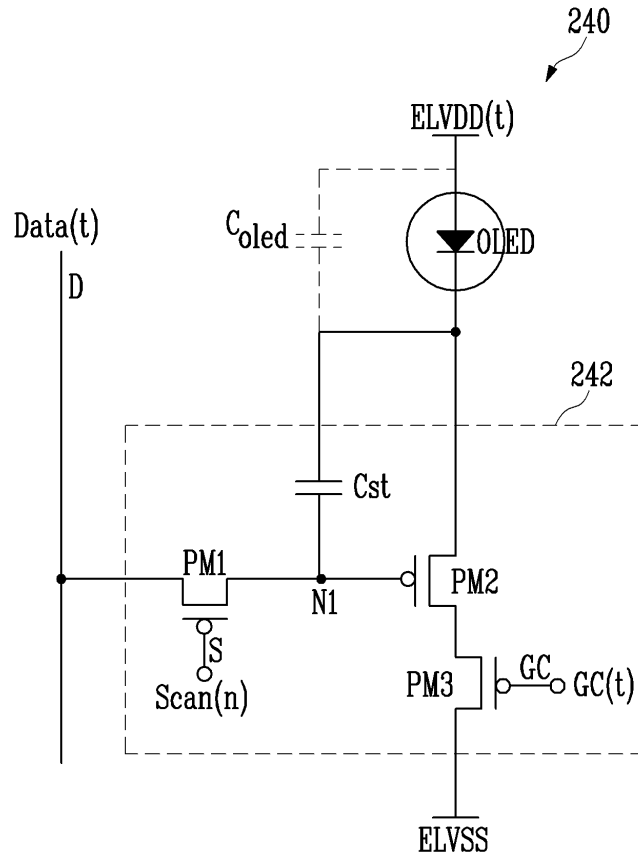 240
ELVDD(t)
Data(t)
Coled
OLED
D
242
Cst
PM1
N1
PM2
S
Scan(n)
PM3
GC
GC(t)
ELVSS